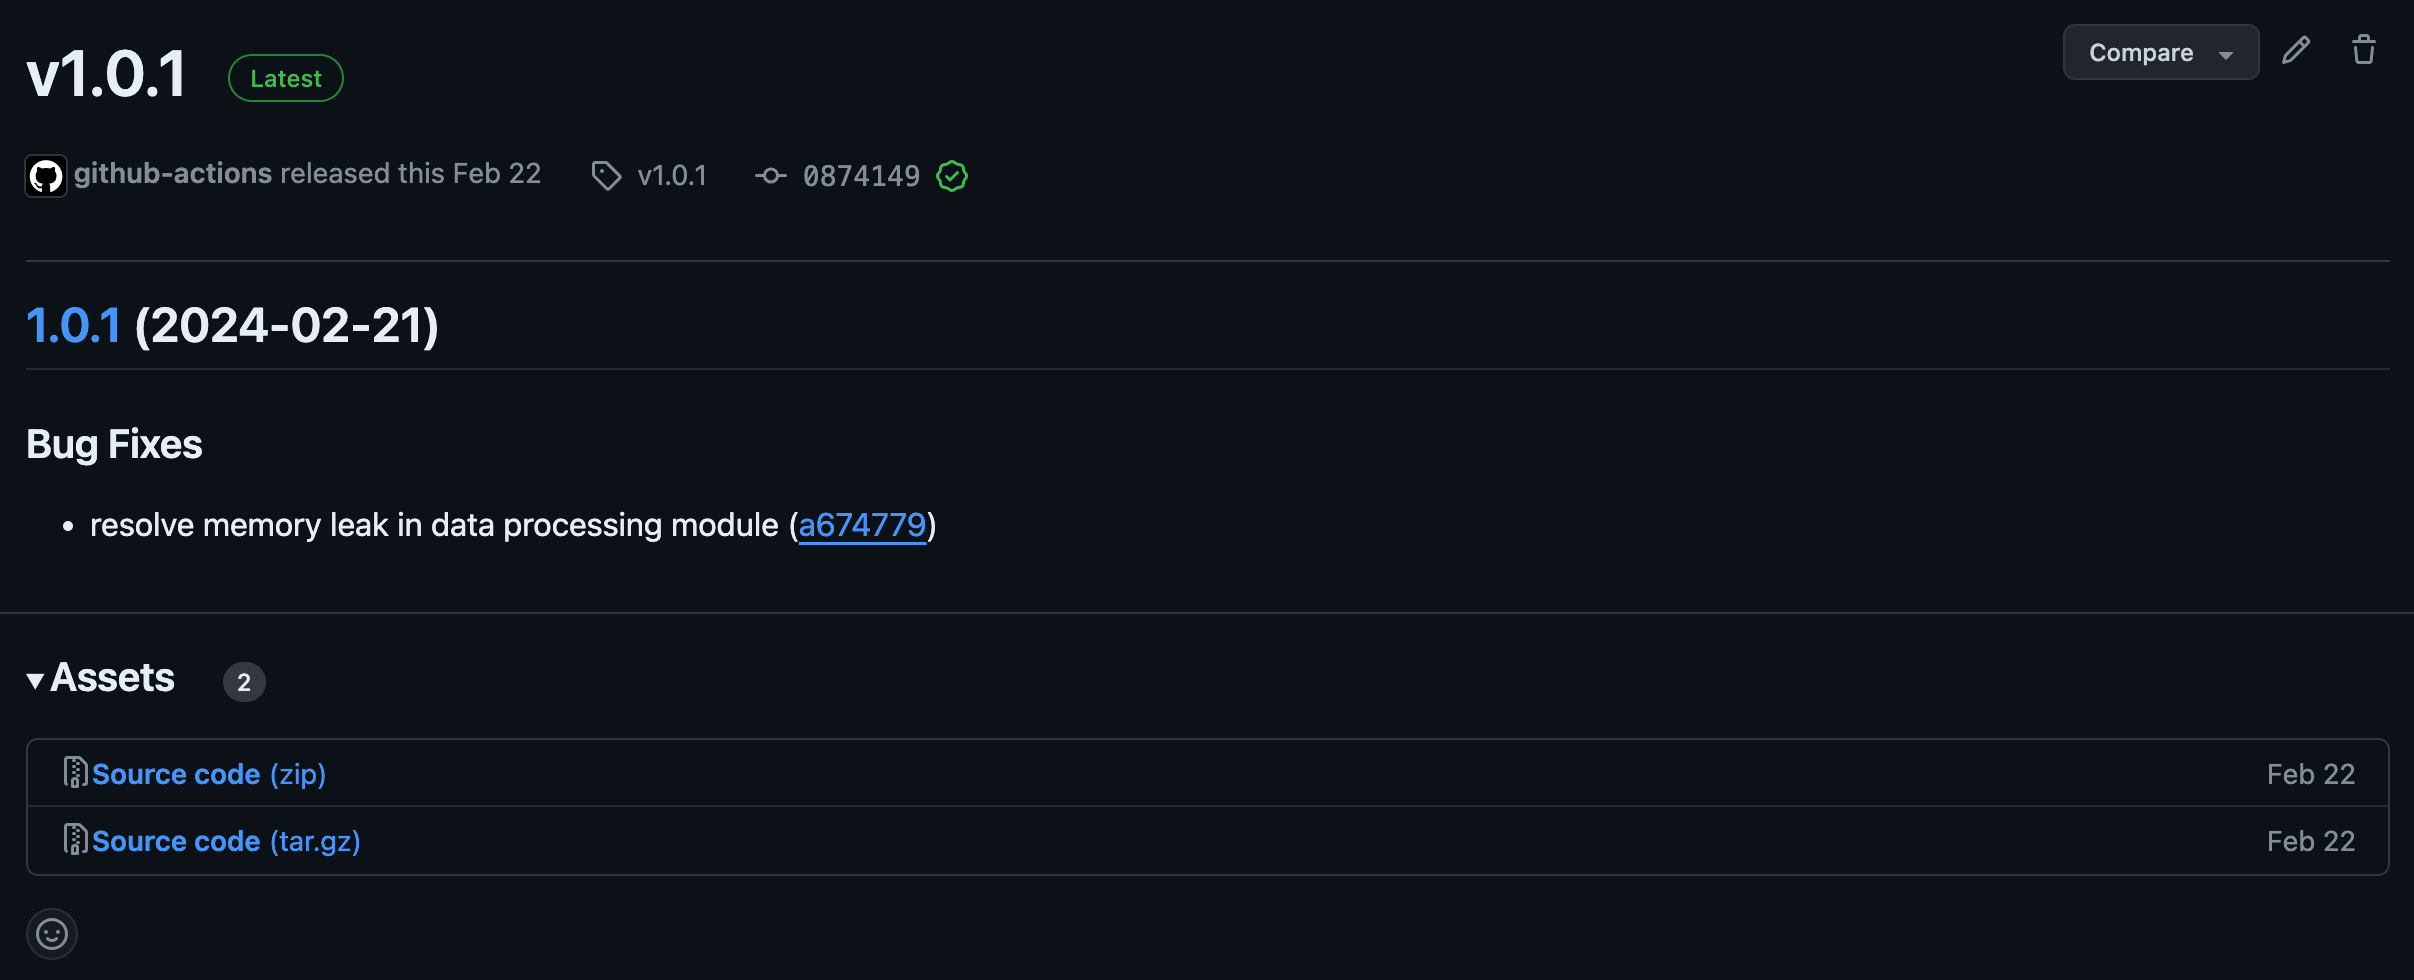 v1.0.1 Latest Compare
github-actions released this Feb 22 v1.0.1 0874149
1.0.1 (2024-02-21)
Bug Fixes
• resolve memory leak in data processing module (a674779)
Assets 2
Source code (zip) Feb 22
Source code (tar.gz) Feb 22